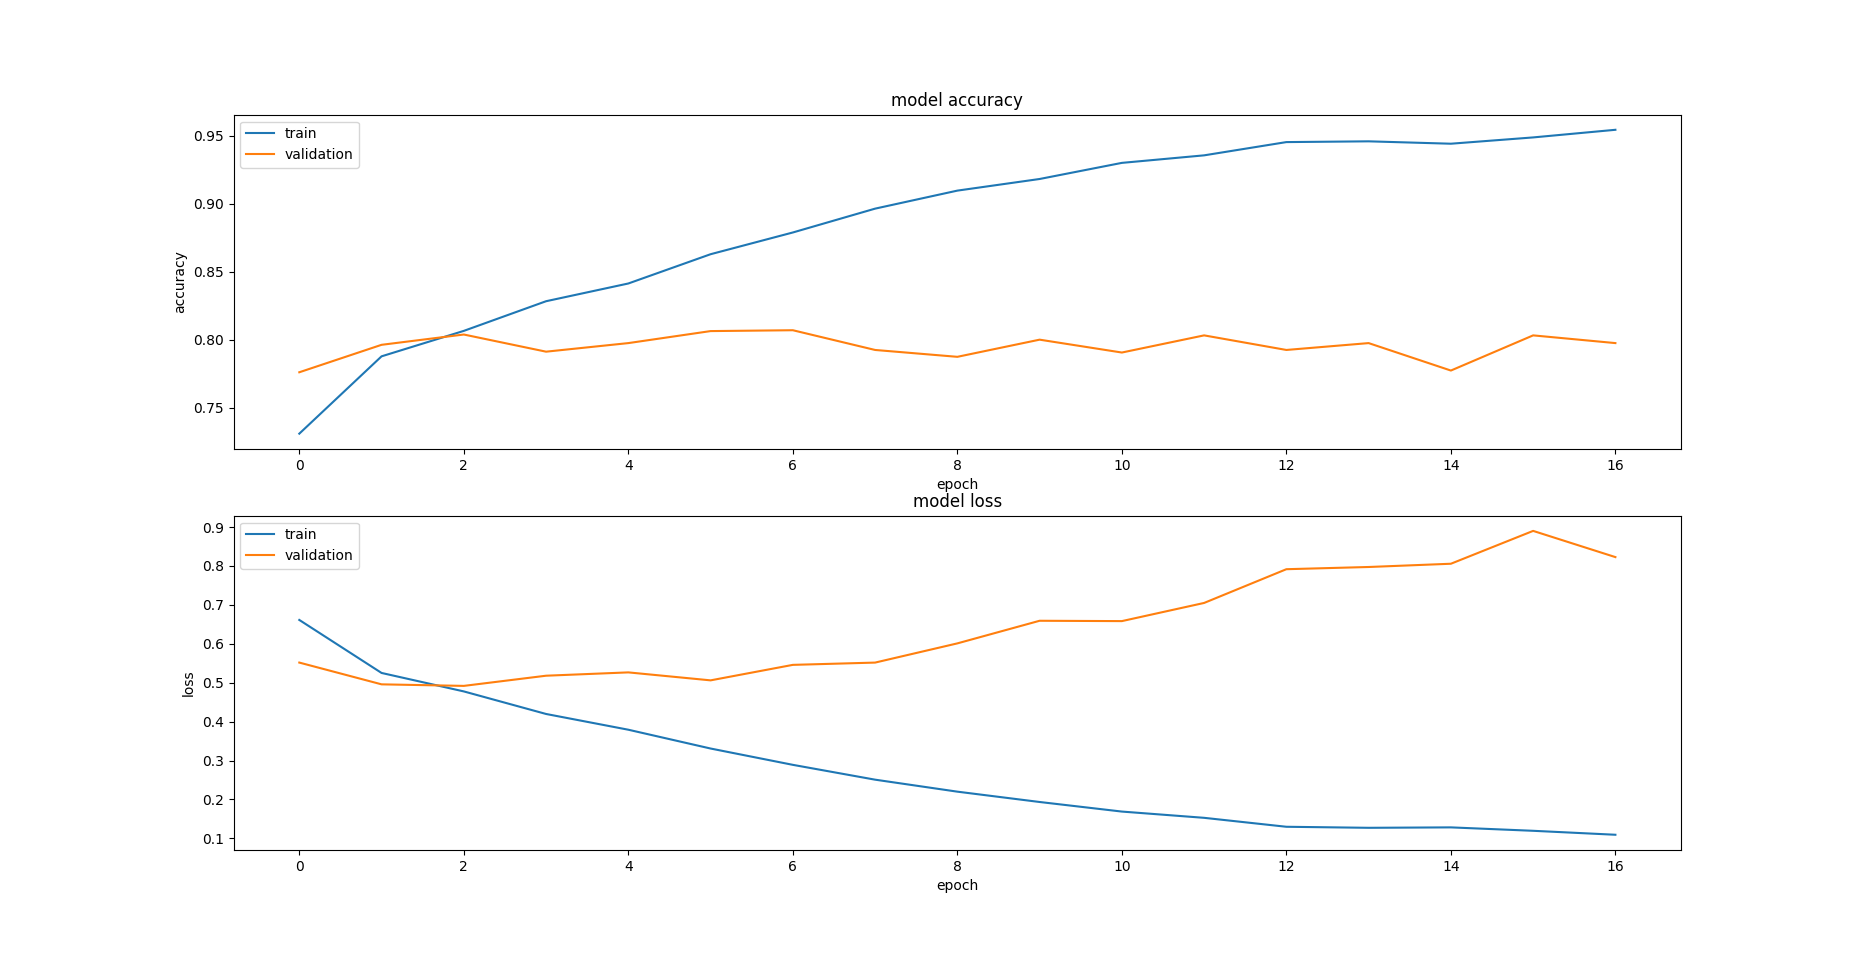 model accuracy
train
validation
0.95
0.90
0.85
0.80
0.75
accuracy
0 2 4 6 8 10 12 14 16
epoch
model loss
train
validation
0.9
0.8
0.7
0.6
0.5
0.4
0.3
0.2
0.1
loss
0 2 4 6 8 10 12 14 16
epoch